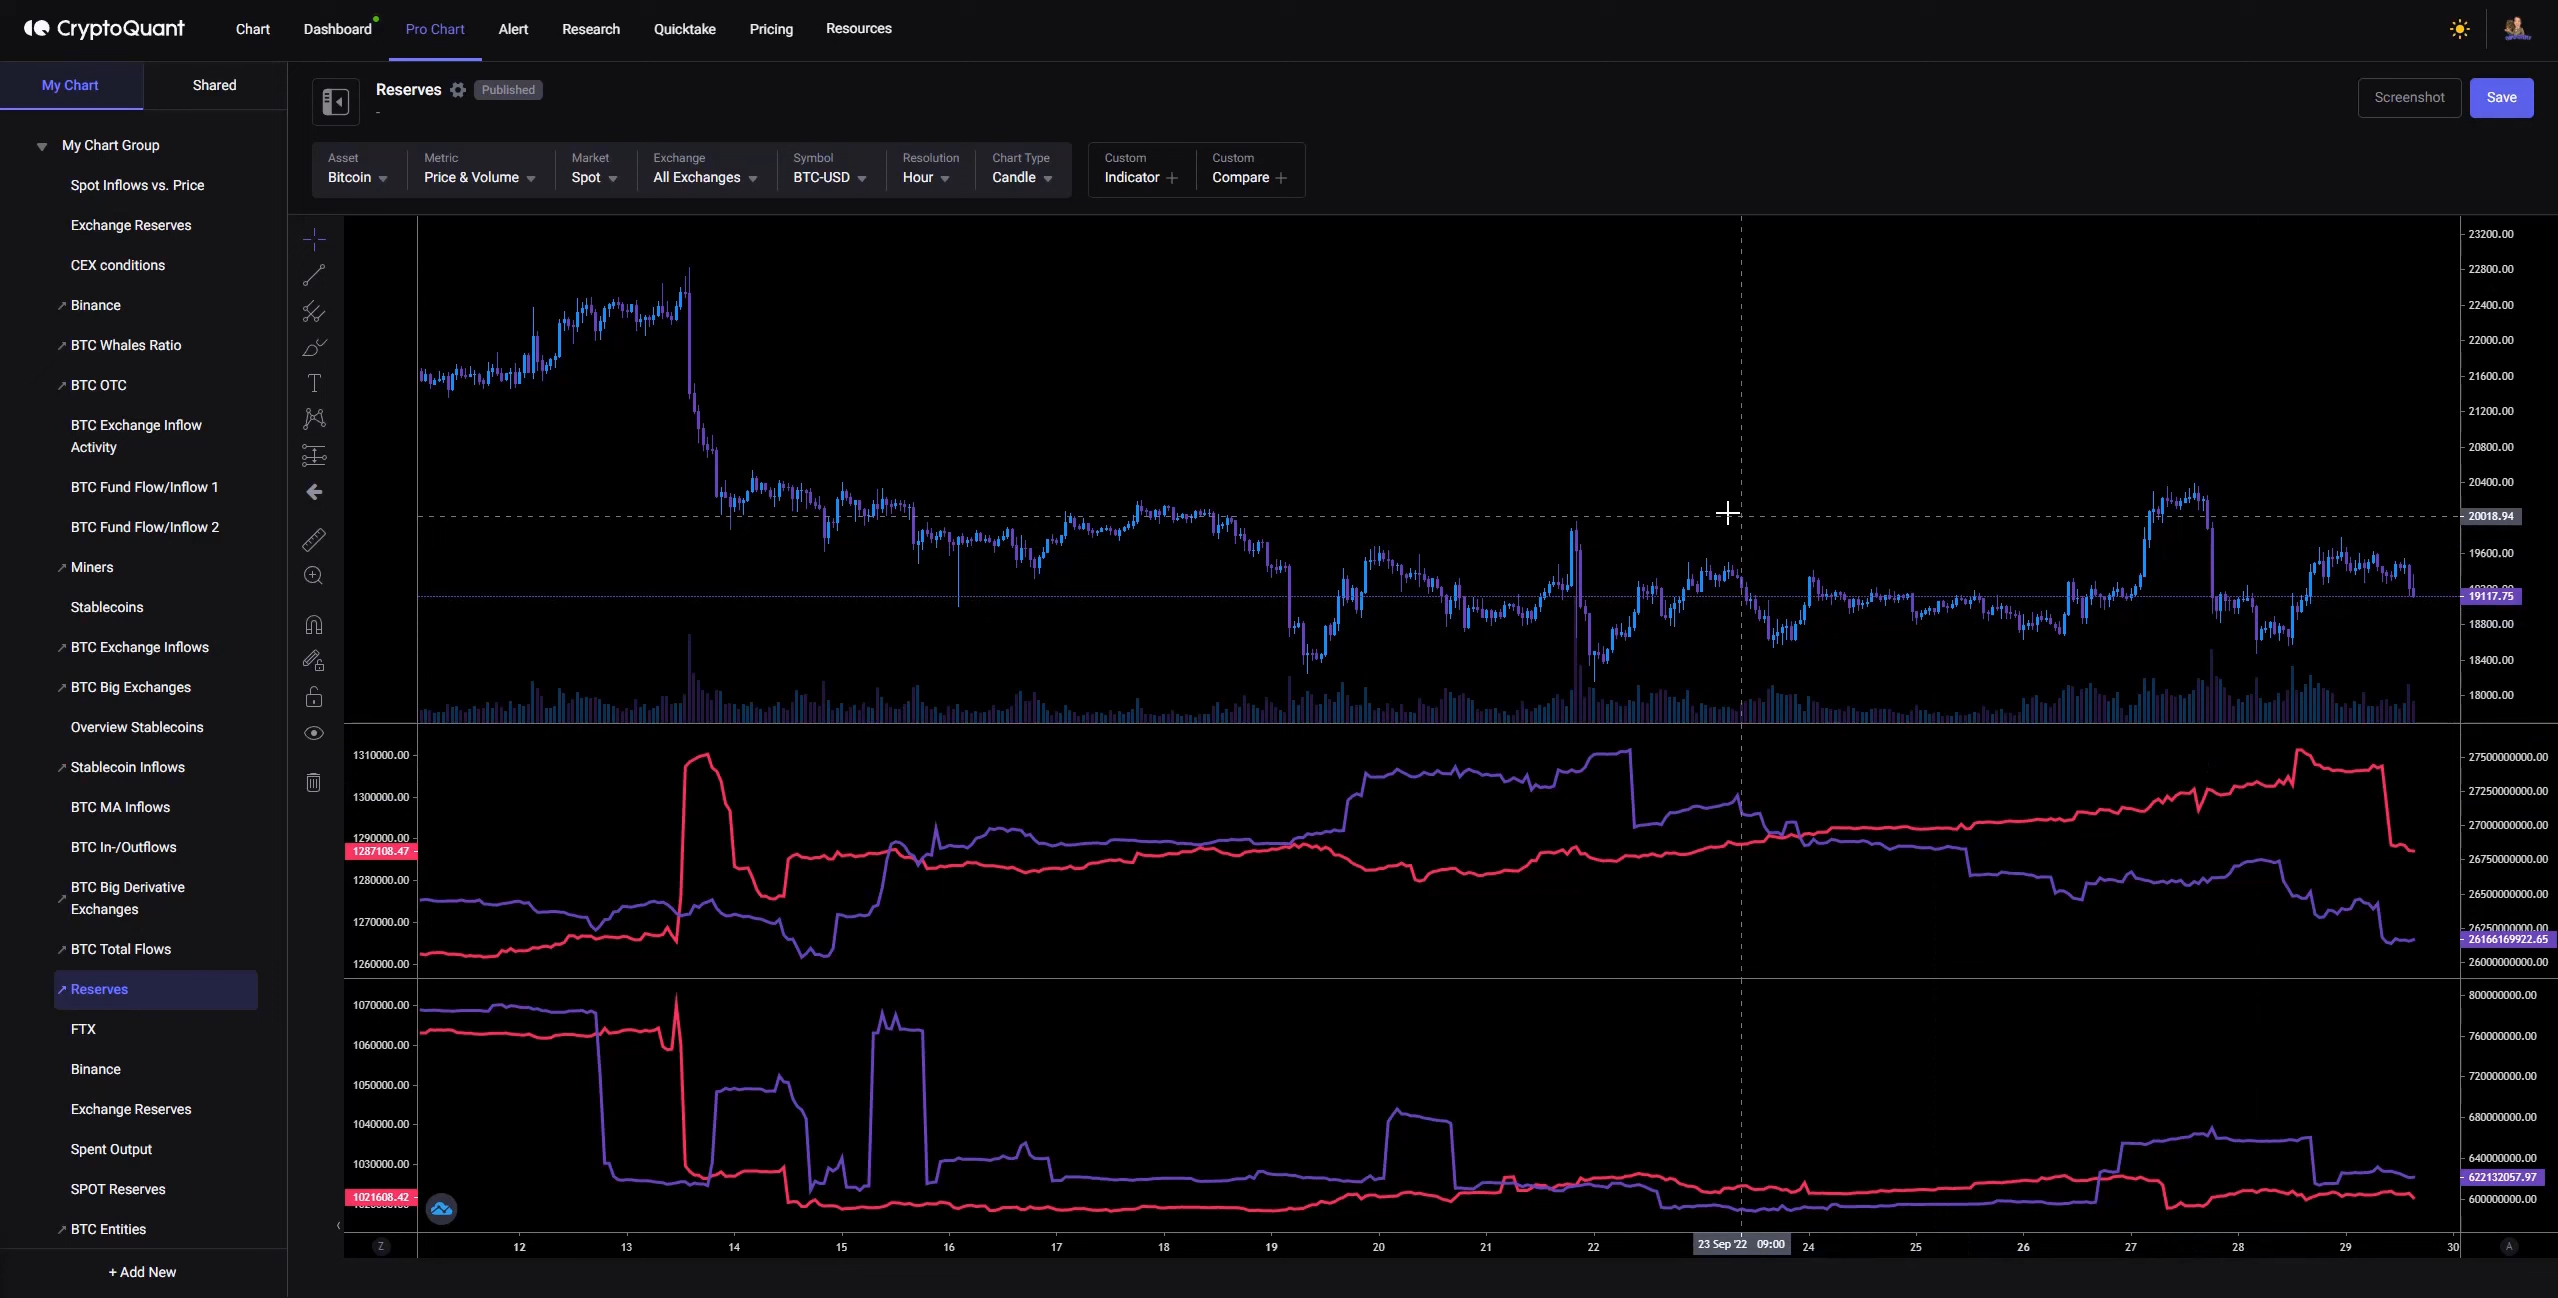 CryptoQuant
Chart
Dashboard
Pro Chart
Alert
Research
Quicktake
Pricing
Resources
My Chart
Shared
Reserves
Published
-
Screenshot
Save
Asset
Bitcoin
Metric
Price & Volume
Market
Spot
Exchange
All Exchanges
Symbol
BTC-USD
Resolution
Hour
Chart Type
Candle
Custom
Indicator
Custom
Compare
My Chart Group
Spot Inflows vs. Price
Exchange Reserves
CEX conditions
Binance
BTC Whales Ratio
BTC OTC
BTC Exchange Inflow
Activity
BTC Fund Flow/Inflow 1
BTC Fund Flow/Inflow 2
Miners
Stablecoins
BTC Exchange Inflows
BTC Big Exchanges
Overview Stablecoins
Stablecoin Inflows
BTC MA Inflows
BTC In-/Outflows
BTC Big Derivative
Exchanges
BTC Total Flows
Reserves
FTX
Binance
Exchange Reserves
Spent Output
SPOT Reserves
BTC Entities
+ Add New
23200.00
22800.00
22400.00
22000.00
21600.00
21200.00
20800.00
20400.00
20018.94
19600.00
19117.75
18800.00
18400.00
18000.00
1310000.00
1300000.00
1290000.00
1287108.47
1280000.00
1270000.00
1260000.00
27500000000.00
27250000000.00
27000000000.00
26750000000.00
26500000000.00
26250000000.00
26166169922.65
26000000000.00
1070000.00
1060000.00
1050000.00
1040000.00
1030000.00
1021608.42
800000000.00
760000000.00
720000000.00
680000000.00
640000000.00
622132057.97
600000000.00
Z
12
13
14
15
16
17
18
19
20
21
22
23 Sep '22 09:00
24
25
26
27
28
29
30
A